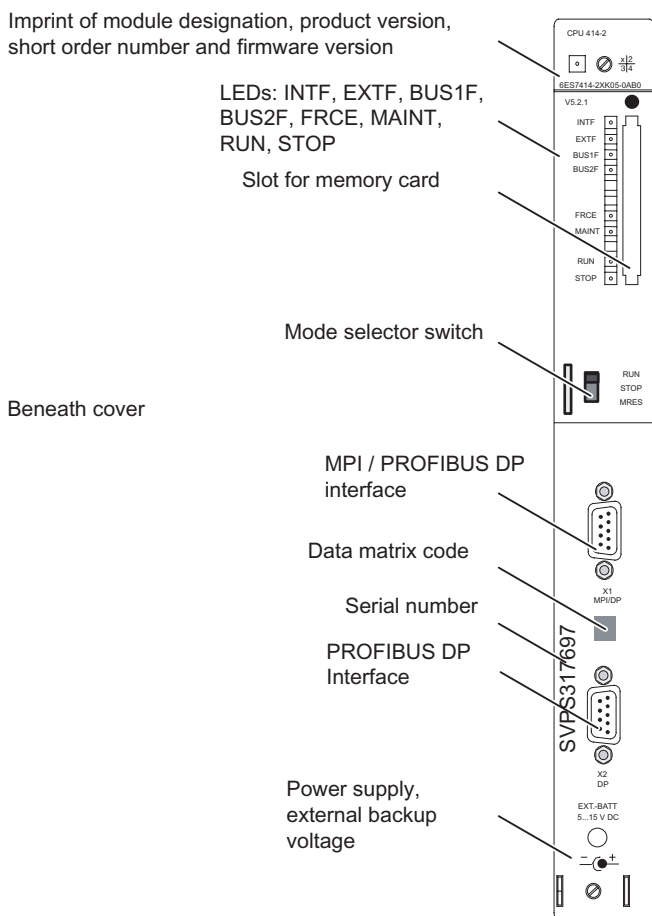 Imprint of module designation, product version,
short order number and firmware version
CPU 414-2
x 2
3 4
6ES7414-2XK05-0AB0
LEDs: INTF, EXTF, BUS1F,
BUS2F, FRCE, MAINT,
RUN, STOP
V5.2.1
INTF
EXTF
BUS1F
BUS2F
Slot for memory card
FRCE
MAINT
RUN
STOP
Mode selector switch
RUN
STOP
MRES
Beneath cover
MPI / PROFIBUS DP
interface
Data matrix code
X1
MPI/DP
Serial number
SVPS317697
PROFIBUS DP
Interface
X2
DP
Power supply,
external backup
voltage
EXT.-BATT
5...15 V DC
− +